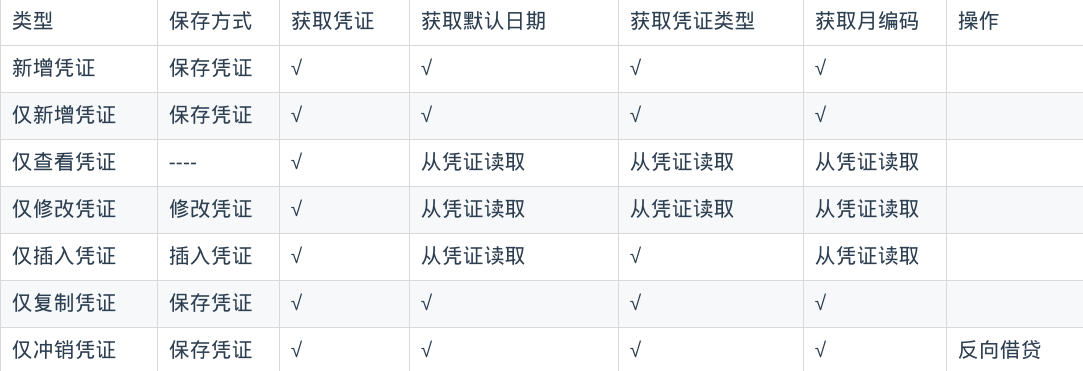 类型 保存方式 获取凭证 获取默认日期 获取凭证类型 获取月编码 操作
新增凭证 保存凭证 √ √ √ √
仅新增凭证 保存凭证 √ √ √ √
仅查看凭证 ---- √ 从凭证读取 从凭证读取 从凭证读取
仅修改凭证 修改凭证 √ 从凭证读取 从凭证读取 从凭证读取
仅插入凭证 插入凭证 √ 从凭证读取 √ 从凭证读取
仅复制凭证 保存凭证 √ √ √ √
仅冲销凭证 保存凭证 √ √ √ √ 反向借贷